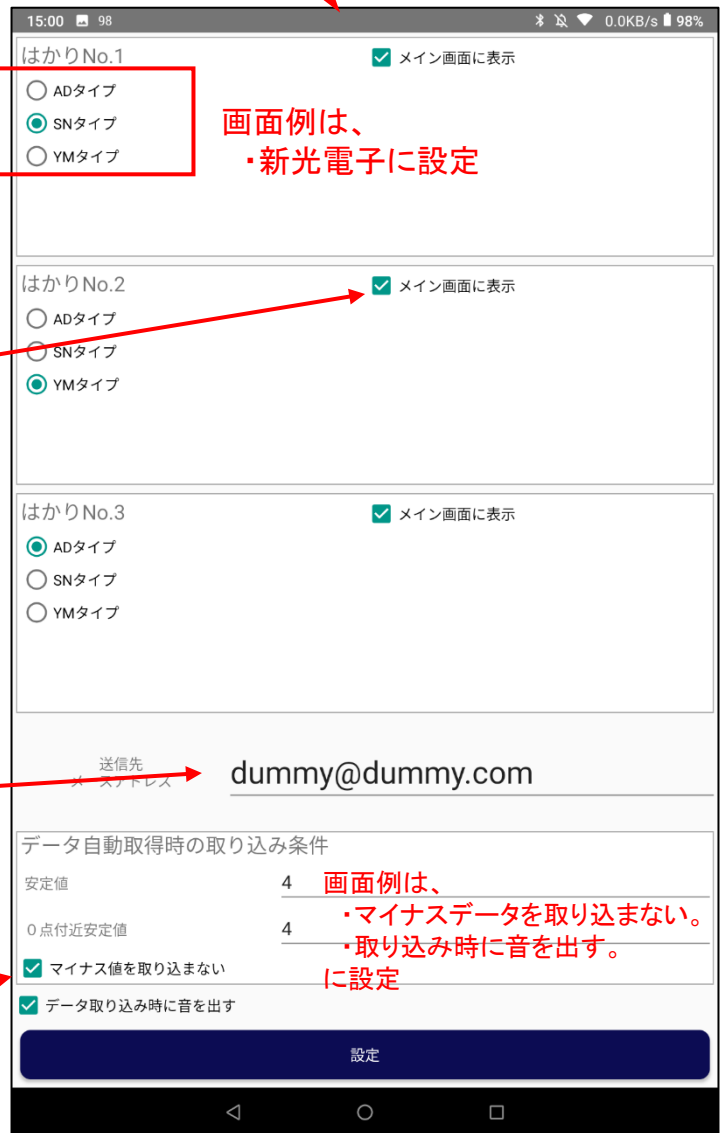 15:00 98 0.0KB/s 98%
はかりNo.1
メイン画面に表示
ADタイプ
SNタイプ
YMタイプ
画面例は、
・新光電子に設定
はかりNo.2
メイン画面に表示
ADタイプ
SNタイプ
YMタイプ
はかりNo.3
メイン画面に表示
ADタイプ
SNタイプ
YMタイプ
送信先
メールアドレス
dummy@dummy.com
データ自動取得時の取り込み条件
安定値 4
0点付近安定値 4
画面例は、
・マイナスデータを取り込まない。
・取り込み時に音を出す。
に設定
マイナス値を取り込まない
データ取り込み時に音を出す
設定